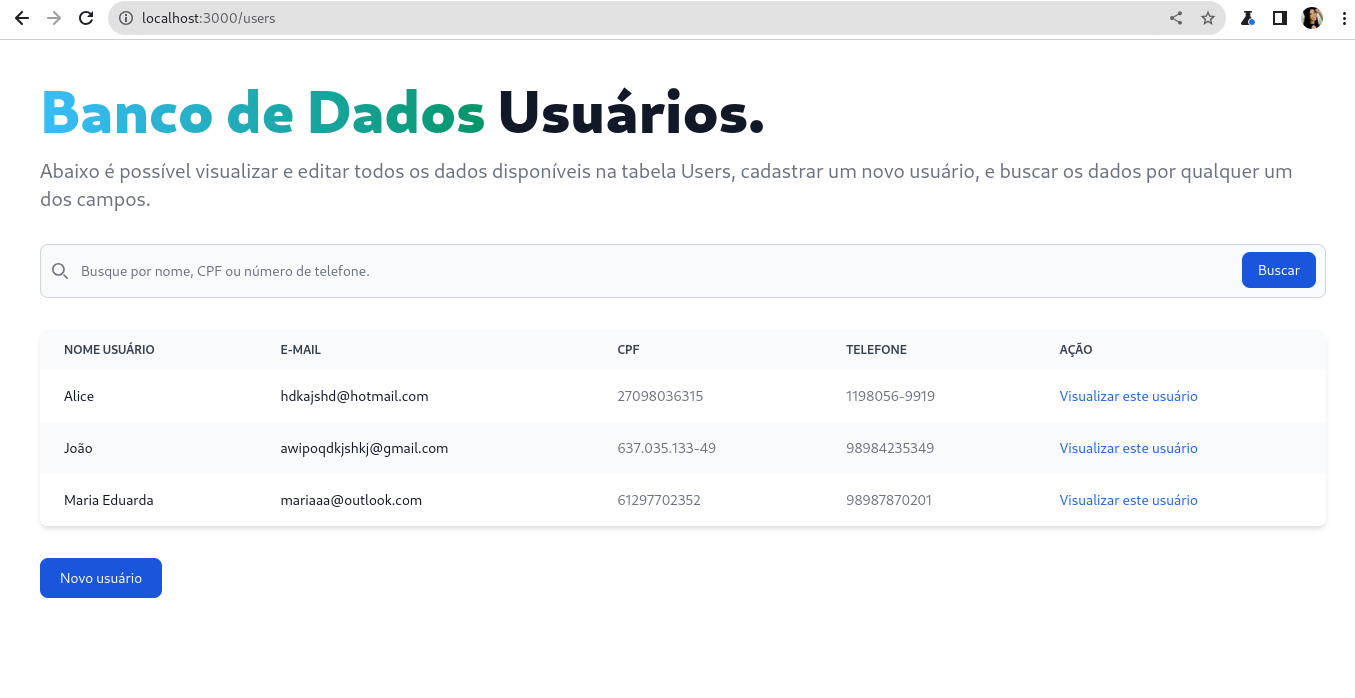 localhost:3000/users
Banco de Dados Usuários.
Abaixo é possível visualizar e editar todos os dados disponíveis na tabela Users, cadastrar um novo usuário, e buscar os dados por qualquer um
dos campos.
Busque por nome, CPF ou número de telefone. Buscar
NOME USUÁRIO E-MAIL CPF TELEFONE AÇÃO
Alice hdkajshd@hotmail.com 27098036315 1198056-9919 Visualizar este usuário
João awipoqdkjshkj@gmail.com 637.035.133-49 98984235349 Visualizar este usuário
Maria Eduarda mariaaa@outlook.com 61297702352 98987870201 Visualizar este usuário
Novo usuário